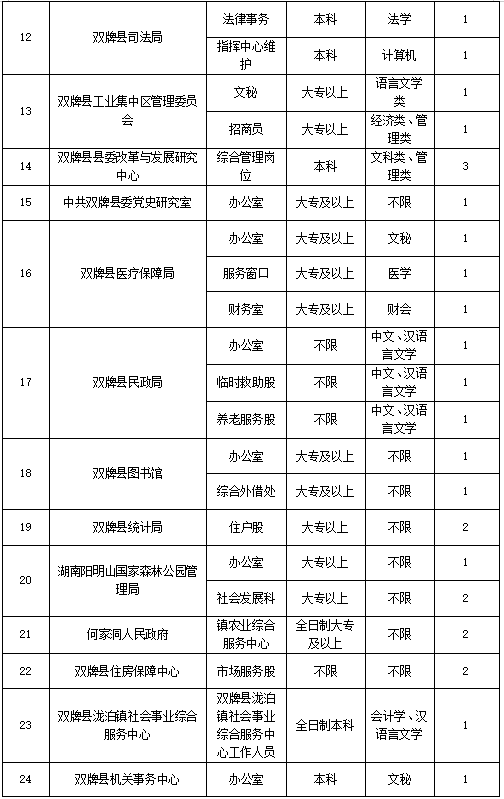 12
双牌县司法局
法律事务
本科
法学
1
指挥中心维
护
本科
计算机
1
13
双牌县工业集中区管理委员
会
文秘
大专以上
语言文学
类
1
招商员
大专以上
经济类、管
理类
1
14
双牌县县委改革与发展研究
中心
综合管理岗
位
本科
文科类、管
理类
3
15
中共双牌县委党史研究室
办公室
大专及以上
不限
1
16
双牌县医疗保障局
办公室
大专及以上
文秘
1
服务窗口
大专及以上
医学
1
财务室
大专及以上
财会
1
17
双牌县民政局
办公室
不限
中文、汉语
言文学
1
临时救助股
不限
中文、汉语
言文学
1
养老服务股
不限
中文、汉语
言文学
1
18
双牌县图书馆
办公室
大专及以上
不限
1
综合外借处
大专及以上
不限
1
19
双牌县统计局
住户股
大专以上
不限
2
20
湖南阳明山国家森林公园管
理局
办公室
大专以上
不限
1
社会发展科
大专以上
不限
2
21
何家洞人民政府
镇农业综合
服务中心
全日制大专
及以上
不限
2
22
双牌县住房保障中心
市场服务股
不限
不限
2
23
双牌县泷泊镇社会事业综合
服务中心
双牌县泷泊
镇社会事业
综合服务中
心工作人员
全日制本科
会计学、汉
语言文学
1
24
双牌县机关事务中心
办公室
本科
文秘
1